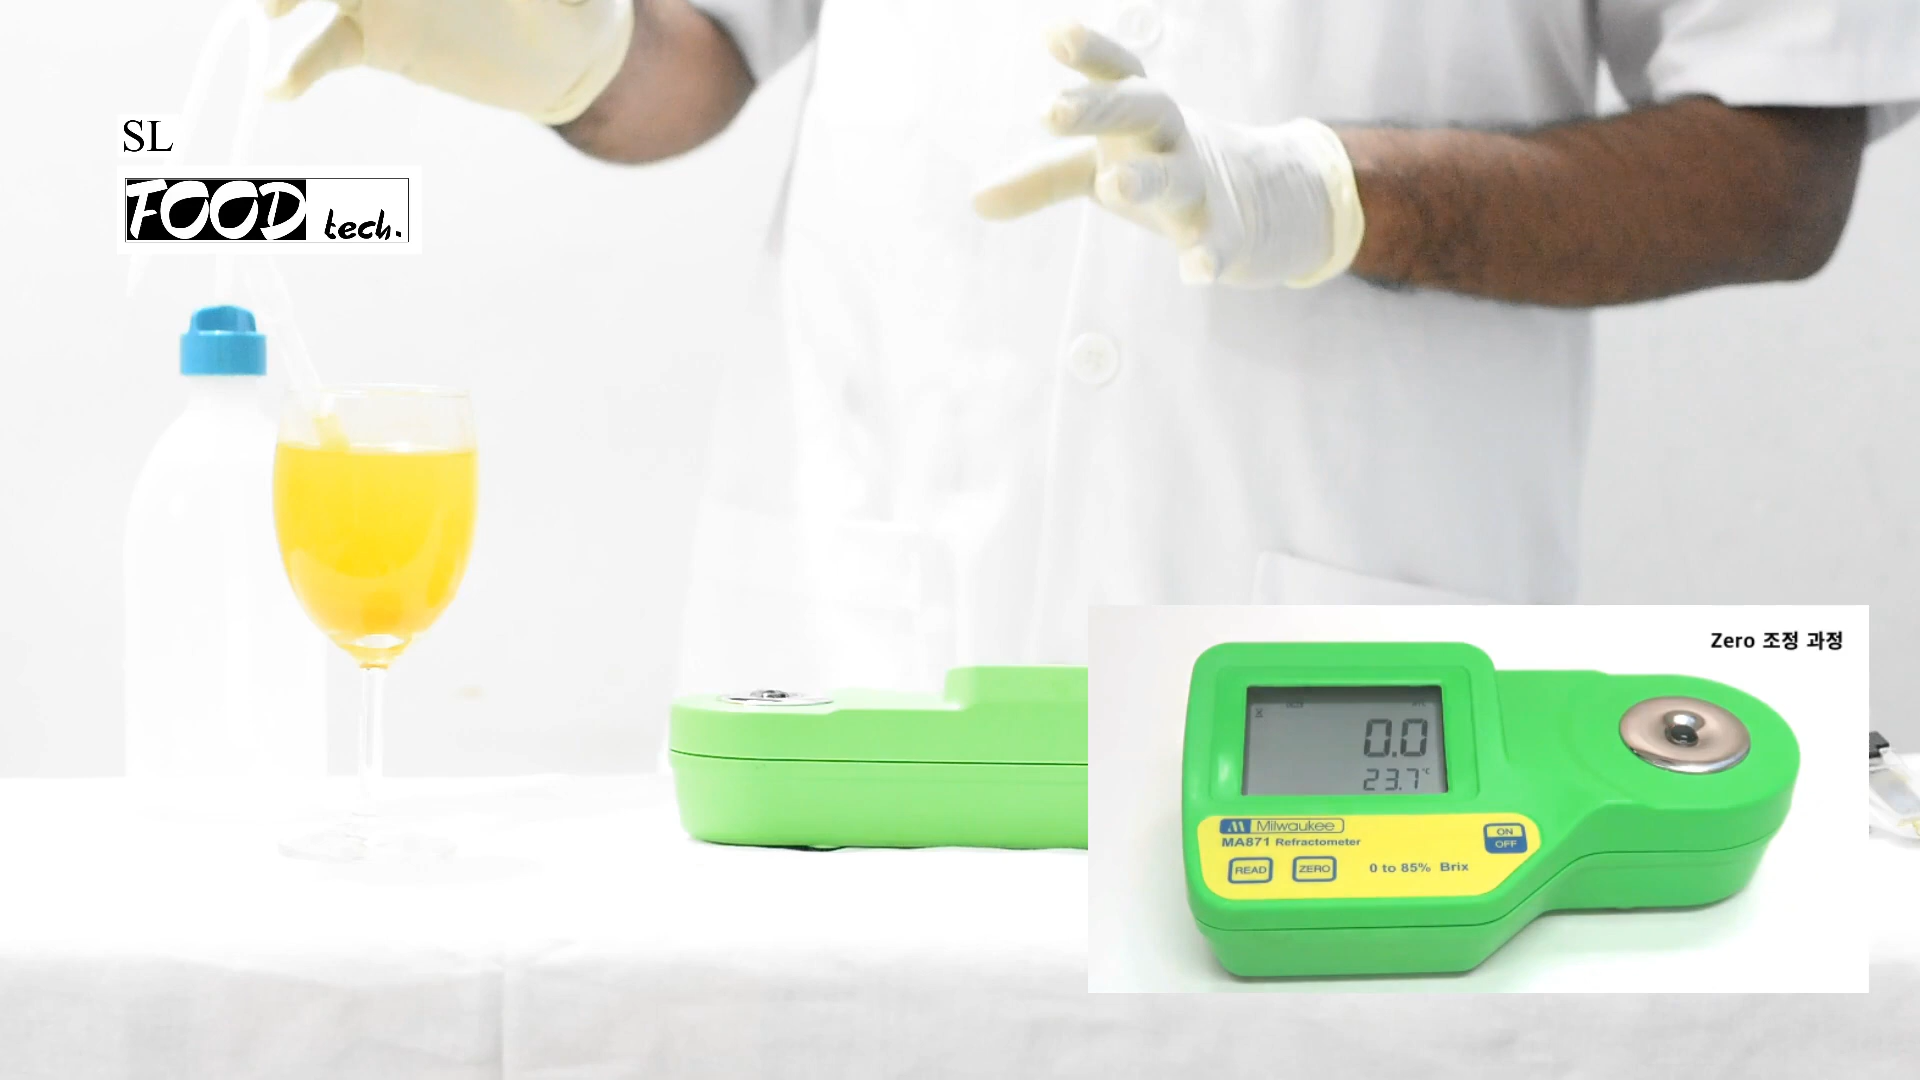 SL
FOOD tech.
Zero 조정 과정
0.0
23.7°C
Milwaukee
MA871 Refractometer
ON
OFF
READ
ZERO
0 to 85% Brix